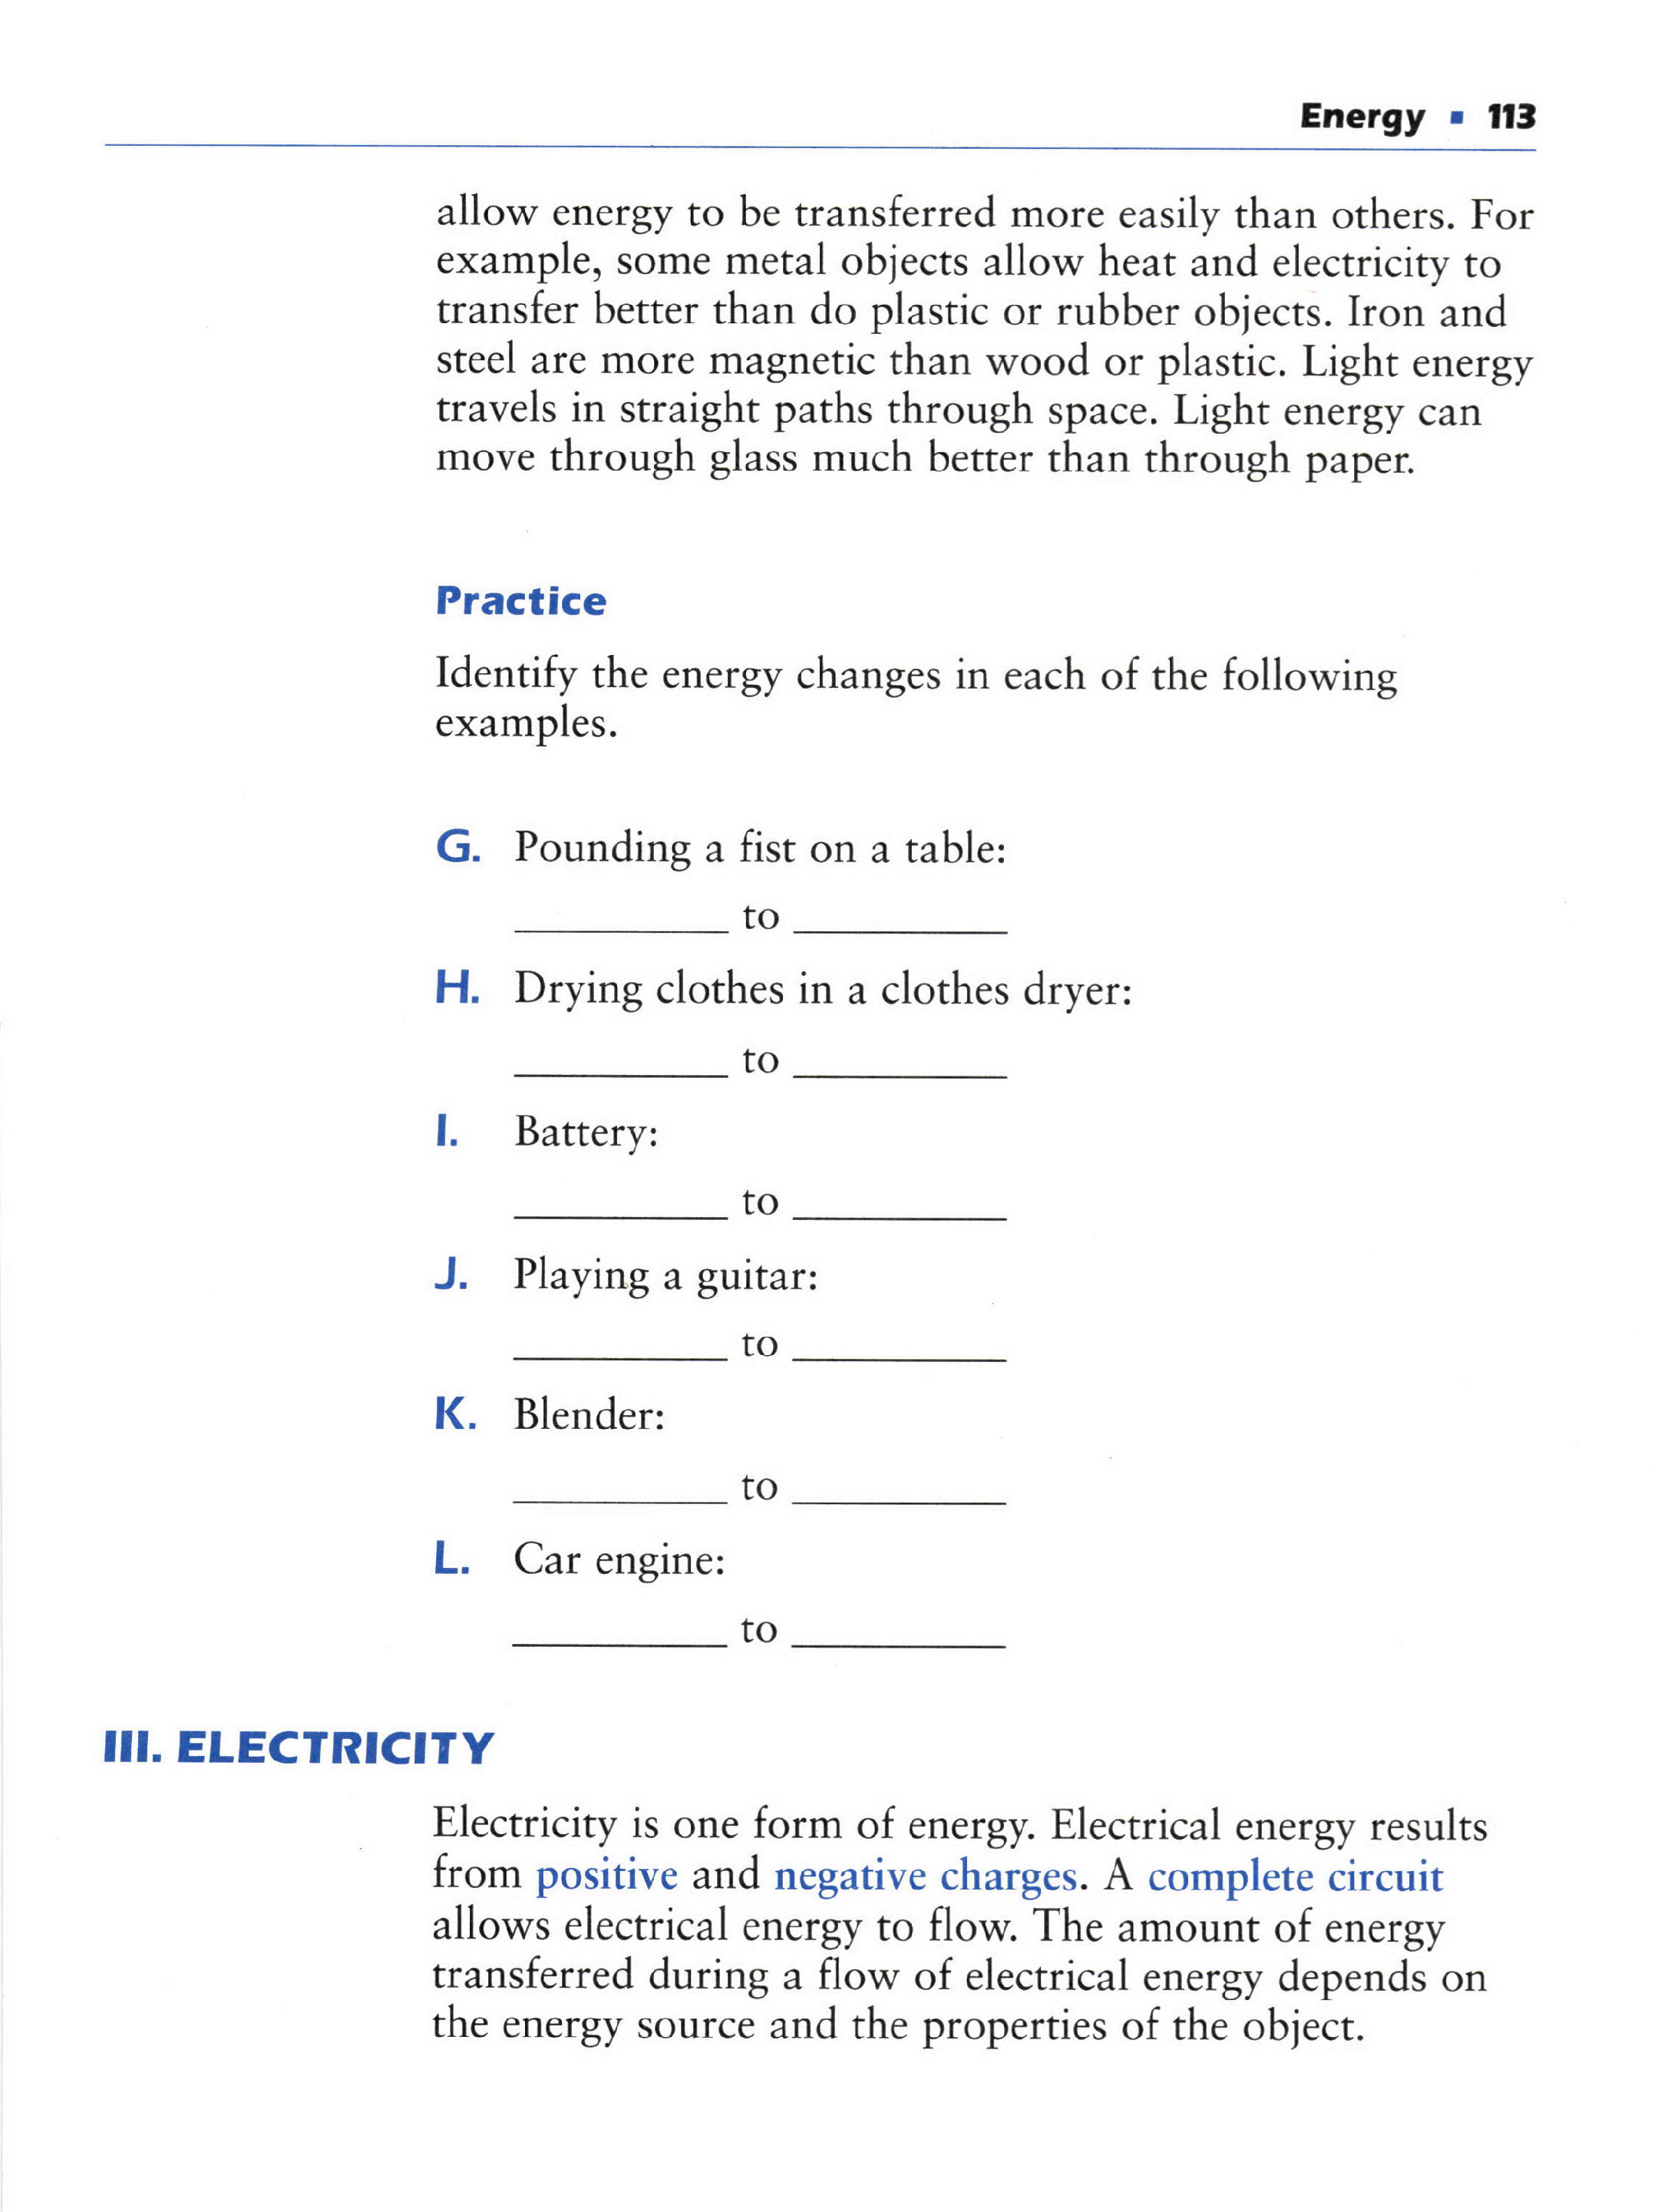 Energy ▪ 113
allow energy to be transferred more easily than others. For
example, some metal objects allow heat and electricity to
transfer better than do plastic or rubber objects. Iron and
steel are more magnetic than wood or plastic. Light energy
travels in straight paths through space. Light energy can
move through glass much better than through paper.
Practice
Identify the energy changes in each of the following
examples.
G. Pounding a fist on a table:
__________ to __________
H. Drying clothes in a clothes dryer:
__________ to __________
I. Battery:
__________ to __________
J. Playing a guitar:
__________ to __________
K. Blender:
__________ to __________
L. Car engine:
__________ to __________
III. ELECTRICITY
Electricity is one form of energy. Electrical energy results
from positive and negative charges. A complete circuit
allows electrical energy to flow. The amount of energy
transferred during a flow of electrical energy depends on
the energy source and the properties of the object.